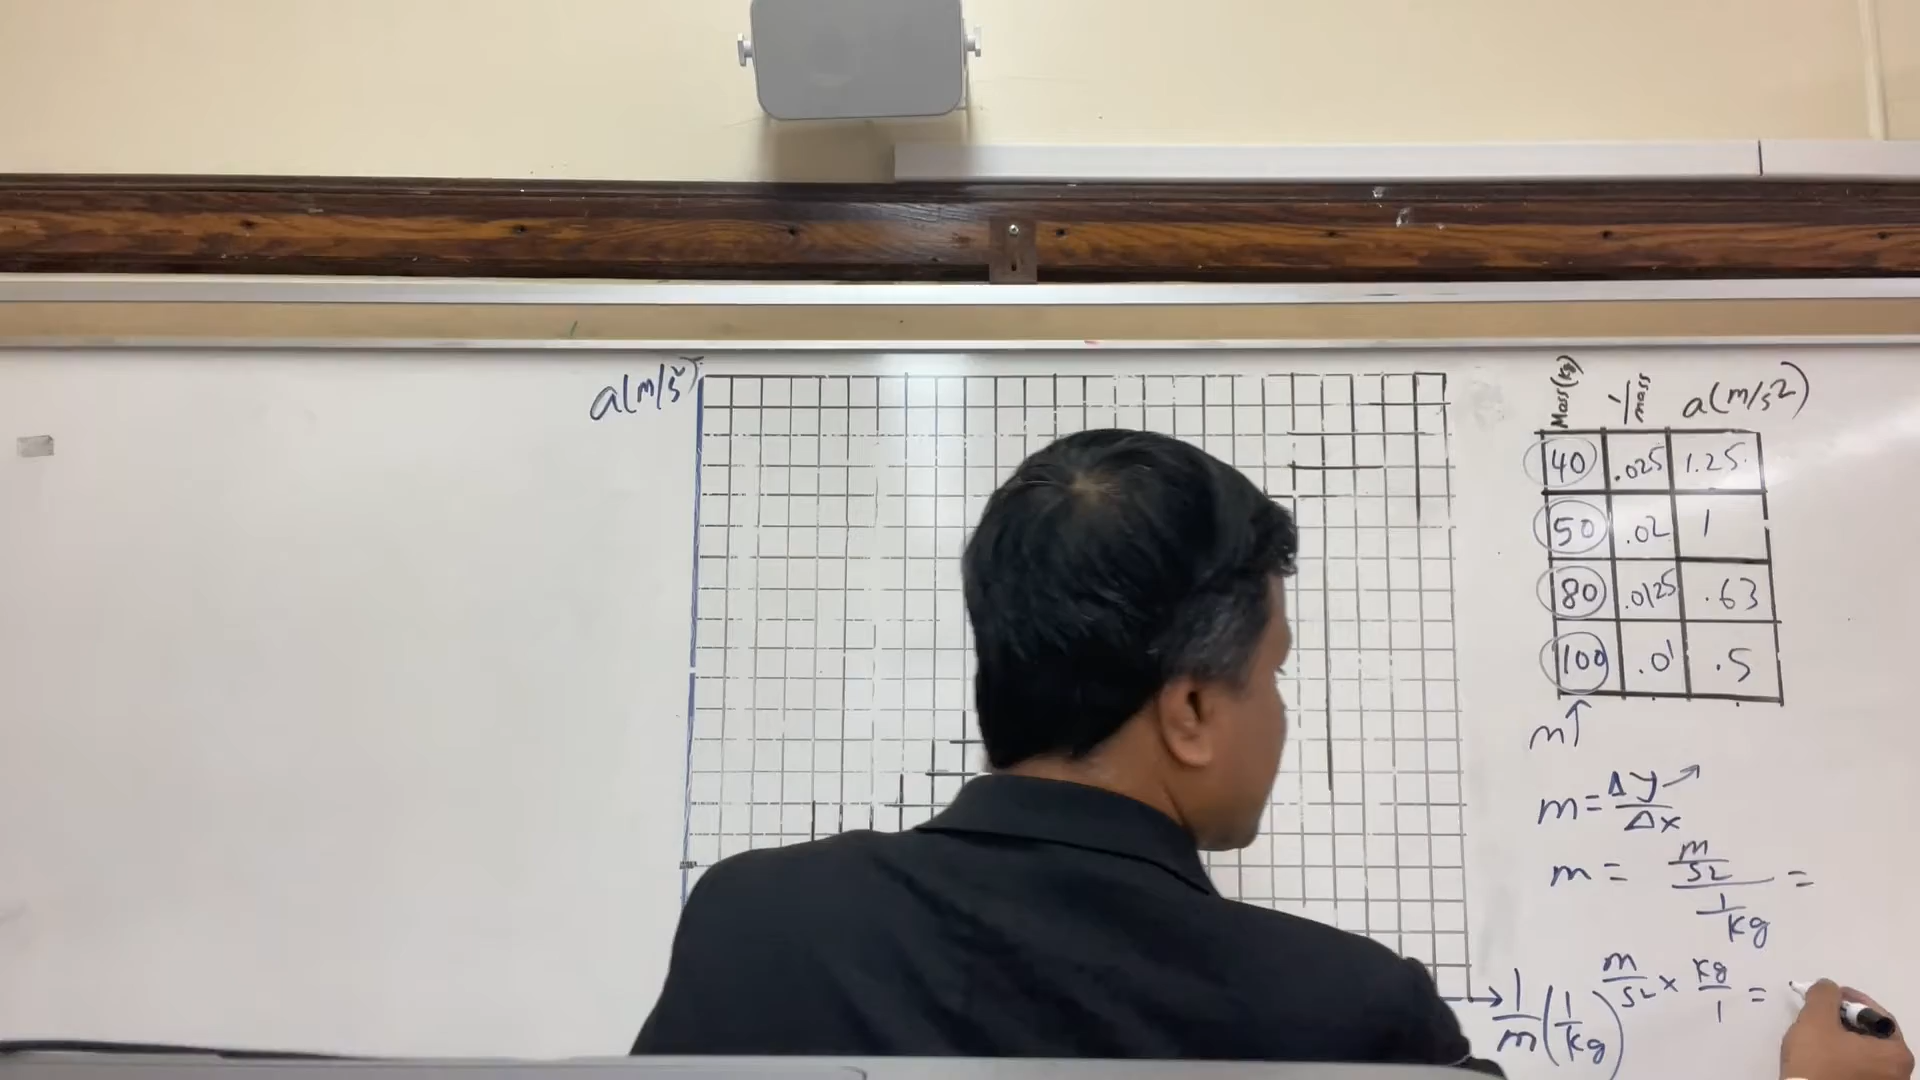 a(m/s²)
Mass(kg) 1/mass a(m/s2)
40 .025 1.25
50 .02 1
80 .0125 .63
100 .01 .5
m↑
m = Δy/Δx
m = m/s2 / 1/kg =
m/s2 × kg/1 =
1/m (1/kg)